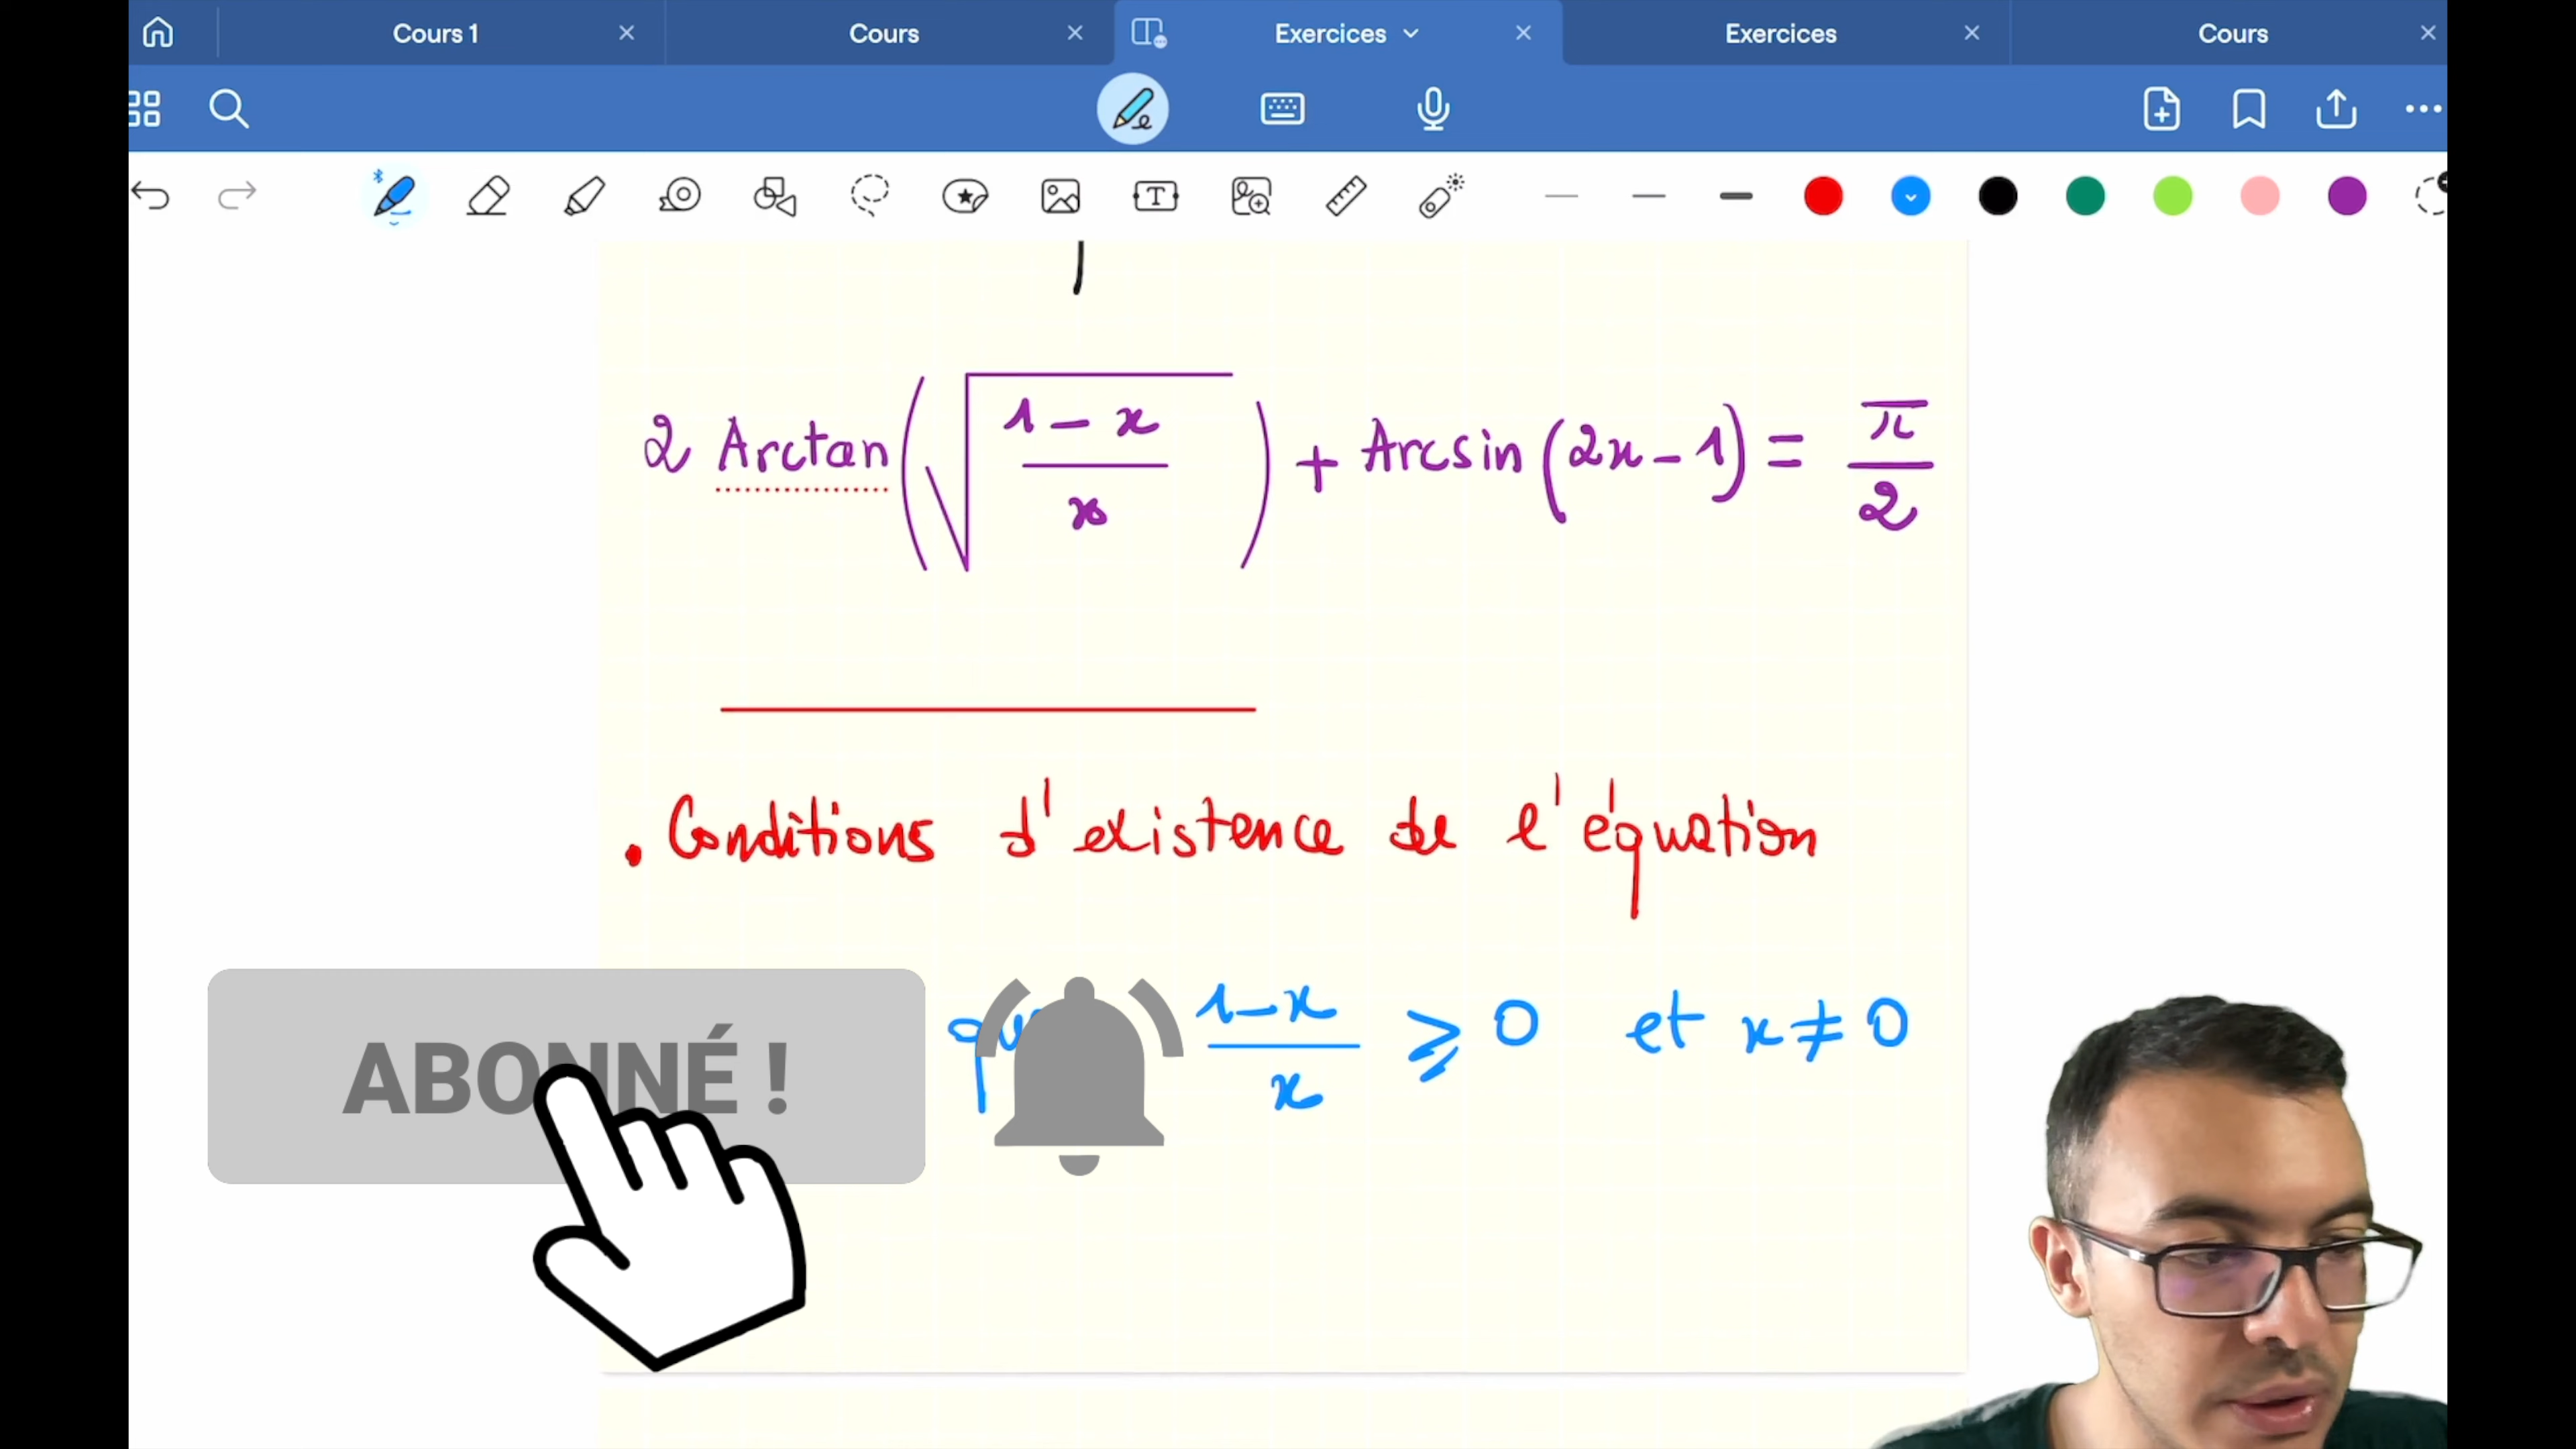 Cours 1 Cours Exercices Exercices Cours
2 Arctan(√((1-x)/x)) + Arcsin(2x-1) = π/2
. Conditions d'existence de l'équation
(1-x)/x ⩾ 0 et x ≠ 0
ABONNÉ !